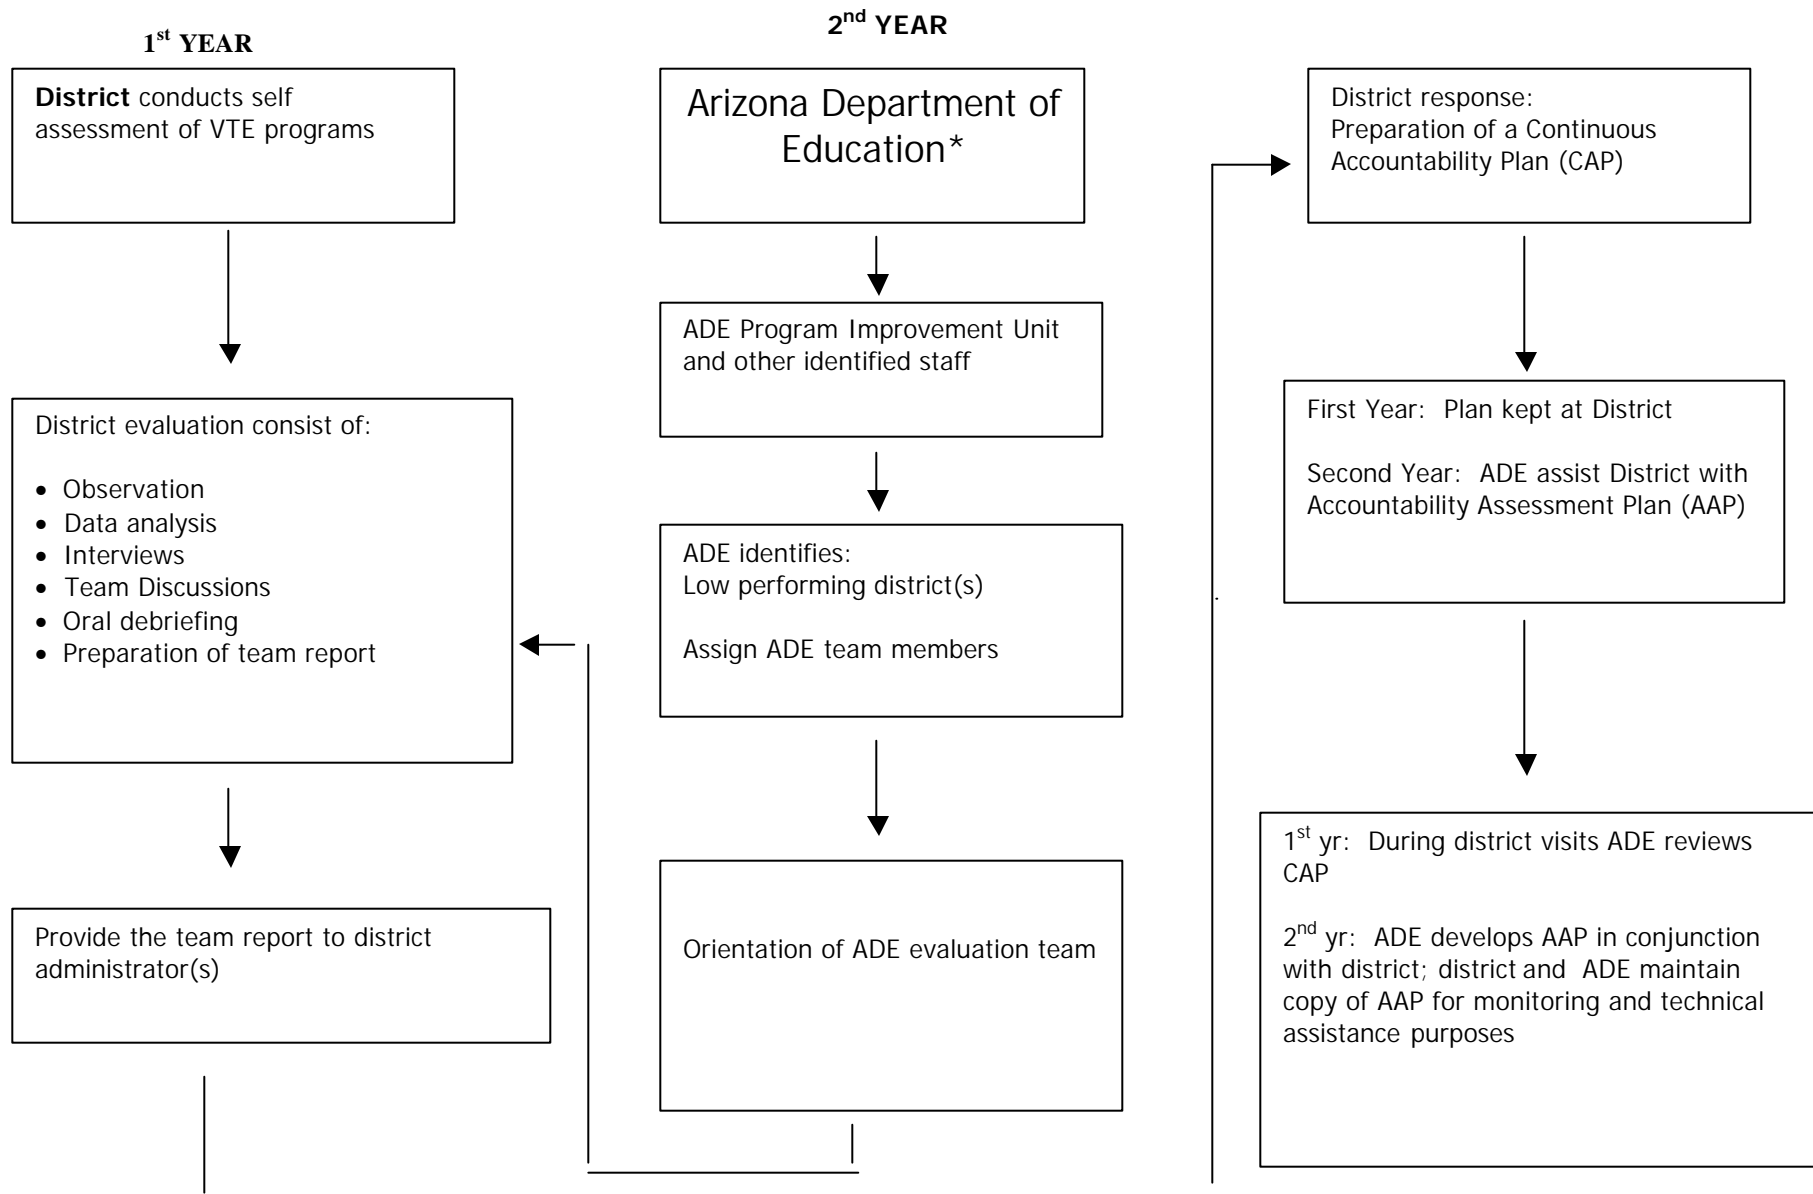 1st YEAR
District conducts self
assessment of VTE programs
District evaluation consist of:
• Observation
• Data analysis
• Interviews
• Team Discussions
• Oral debriefing
• Preparation of team report
Provide the team report to district
administrator(s)
2nd YEAR
Arizona Department of
Education*
ADE Program Improvement Unit
and other identified staff
ADE identifies:
Low performing district(s)
Assign ADE team members
Orientation of ADE evaluation team
District response:
Preparation of a Continuous
Accountability Plan (CAP)
First Year: Plan kept at District
Second Year: ADE assist District with
Accountability Assessment Plan (AAP)
1st yr: During district visits ADE reviews
CAP
2nd yr: ADE develops AAP in conjunction
with district; district and ADE maintain
copy of AAP for monitoring and technical
assistance purposes